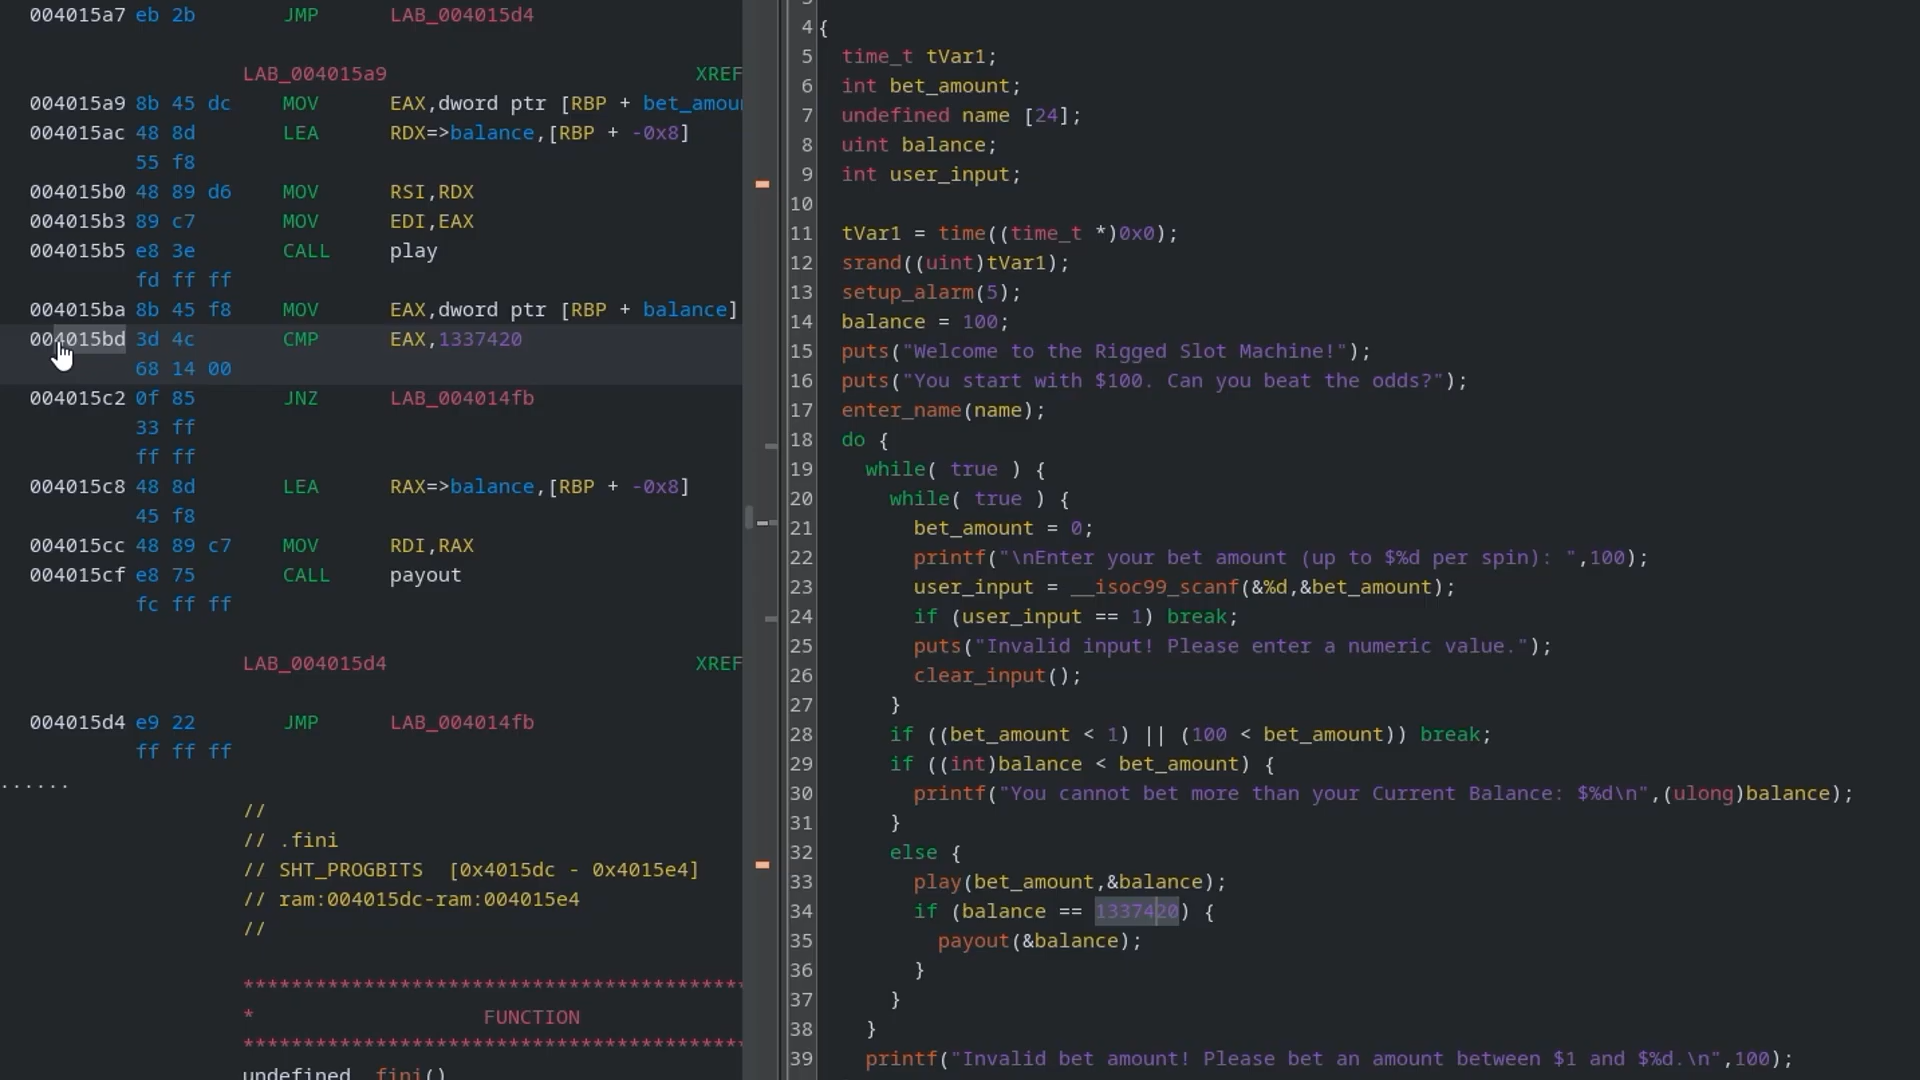 004015a7 eb 2b JMP LAB_004015d4
LAB_004015a9 XREF
004015a9 8b 45 dc MOV EAX,dword ptr [RBP + bet_amou
004015ac 48 8d LEA RDX=>balance,[RBP + -0x8]
55 f8
004015b0 48 89 d6 MOV RSI,RDX
004015b3 89 c7 MOV EDI,EAX
004015b5 e8 3e CALL play
fd ff ff
004015ba 8b 45 f8 MOV EAX,dword ptr [RBP + balance]
004015bd 3d 4c CMP EAX,1337420
68 14 00
004015c2 0f 85 JNZ LAB_004014fb
33 ff
ff ff
004015c8 48 8d LEA RAX=>balance,[RBP + -0x8]
45 f8
004015cc 48 89 c7 MOV RDI,RAX
004015cf e8 75 CALL payout
fc ff ff
LAB_004015d4 XREF
004015d4 e9 22 JMP LAB_004014fb
ff ff ff
......
//
// .fini
// SHT_PROGBITS [0x4015dc - 0x4015e4]
// ram:004015dc-ram:004015e4
//
*****************************************
* FUNCTION
*****************************************
undefined _fini()
4 {
5 time_t tVar1;
6 int bet_amount;
7 undefined name [24];
8 uint balance;
9 int user_input;
10
11 tVar1 = time((time_t *)0x0);
12 srand((uint)tVar1);
13 setup_alarm(5);
14 balance = 100;
15 puts("Welcome to the Rigged Slot Machine!");
16 puts("You start with $100. Can you beat the odds?");
17 enter_name(name);
18 do {
19 while( true ) {
20 while( true ) {
21 bet_amount = 0;
22 printf("\nEnter your bet amount (up to $%d per spin): ",100);
23 user_input = __isoc99_scanf(&%d,&bet_amount);
24 if (user_input == 1) break;
25 puts("Invalid input! Please enter a numeric value.");
26 clear_input();
27 }
28 if ((bet_amount < 1) || (100 < bet_amount)) break;
29 if ((int)balance < bet_amount) {
30 printf("You cannot bet more than your Current Balance: $%d\n",(ulong)balance);
31 }
32 else {
33 play(bet_amount,&balance);
34 if (balance == 1337420) {
35 payout(&balance);
36 }
37 }
38 }
39 printf("Invalid bet amount! Please bet an amount between $1 and $%d.\n",100);